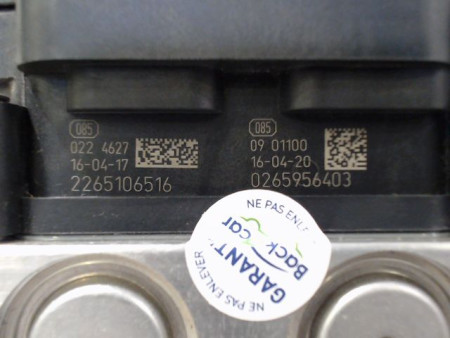 085
022 4627
16-04-17
2265106516
085
09 01100
16-04-20
0265956403
NE PAS ENLE
Back
car
GARANT
NE PAS ENLEVER